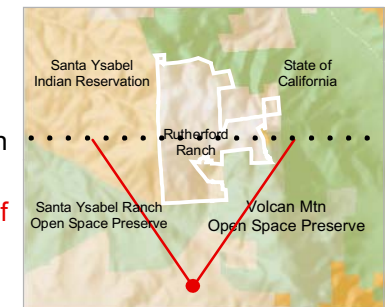 Santa Ysabel
Indian Reservation
State of
California
Rutherford
Ranch
Santa Ysabel Ranch
Open Space Preserve
Volcan Mtn
Open Space Preserve
f